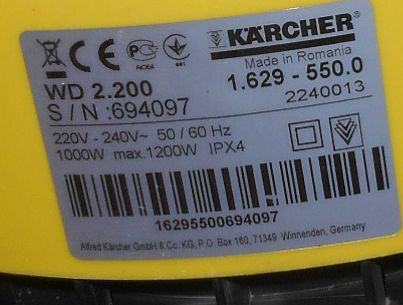 KÄRCHER
Made in Romania
WD 2.200
1.629 - 550.0
S / N :694097
2240013
220V - 240V~ 50 / 60 Hz
1000W max.1200W IPX4
16295500694097
Alfred Kärcher GmbH & Co. KG, P.O. Box 160, 71349 Winnenden, Germany